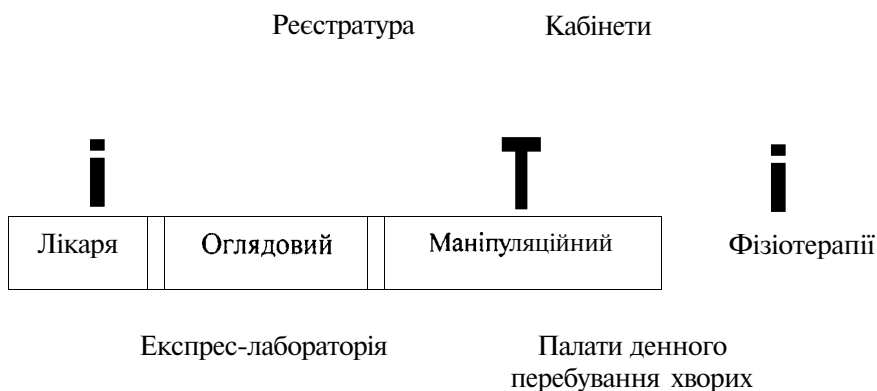 Реєстратура Кабінети
і Т і
Лікаря Оглядовий Маніпуляційний Фізіотерапії
Експрес-лабораторія Палати денного
перебування хворих